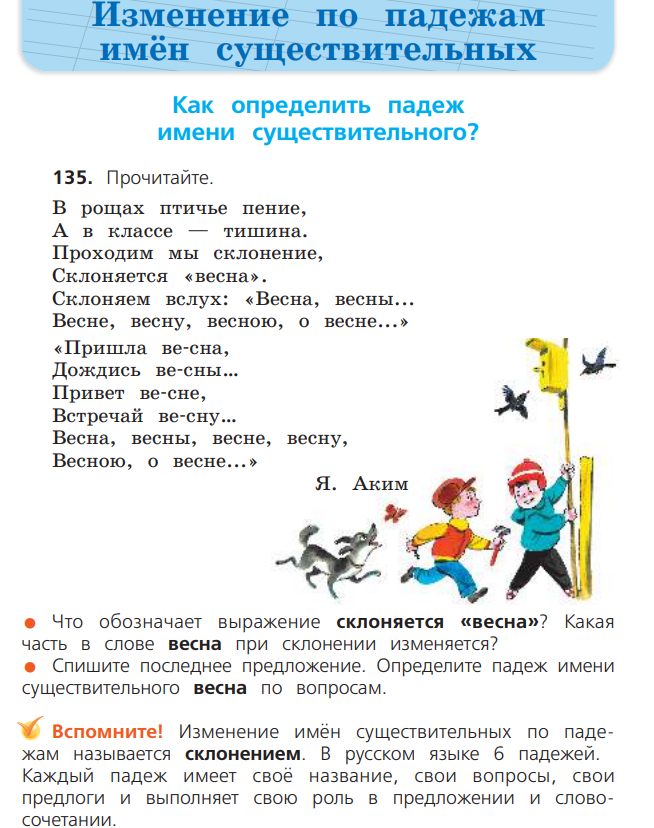 Изменение по падежам
имён существительных
Как определить падеж
имени существительного?
135. Прочитайте.
В рощах птичье пение,
А в классе — тишина.
Проходим мы склонение,
Склоняется «весна».
Склоняем вслух: «Весна, весны...
Весне, весну, весною, о весне...»
«Пришла ве-сна,
Дождись ве-сны...
Привет ве-сне,
Встречай ве-сну...
Весна, весны, весне, весну,
Весною, о весне...»
Я. Аким
• Что обозначает выражение склоняется «весна»? Какая
часть в слове весна при склонении изменяется?
• Спишите последнее предложение. Определите падеж имени
существительного весна по вопросам.
Вспомните! Изменение имён существительных по паде-
жам называется склонением. В русском языке 6 падежей.
Каждый падеж имеет своё название, свои вопросы, свои
предлоги и выполняет свою роль в предложении и слово-
сочетании.